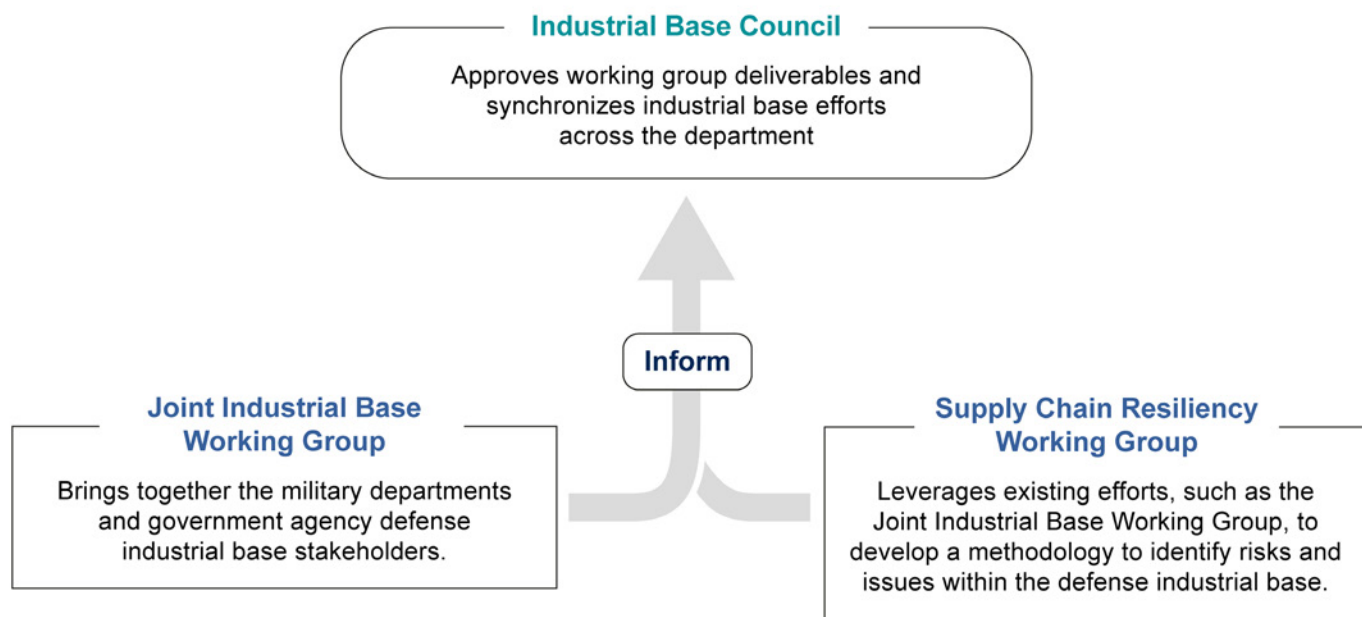 Industrial Base Council
Approves working group deliverables and
synchronizes industrial base efforts
across the department
Inform
Joint Industrial Base
Working Group
Brings together the military departments
and government agency defense
industrial base stakeholders.
Supply Chain Resiliency
Working Group
Leverages existing efforts, such as the
Joint Industrial Base Working Group, to
develop a methodology to identify risks and
issues within the defense industrial base.